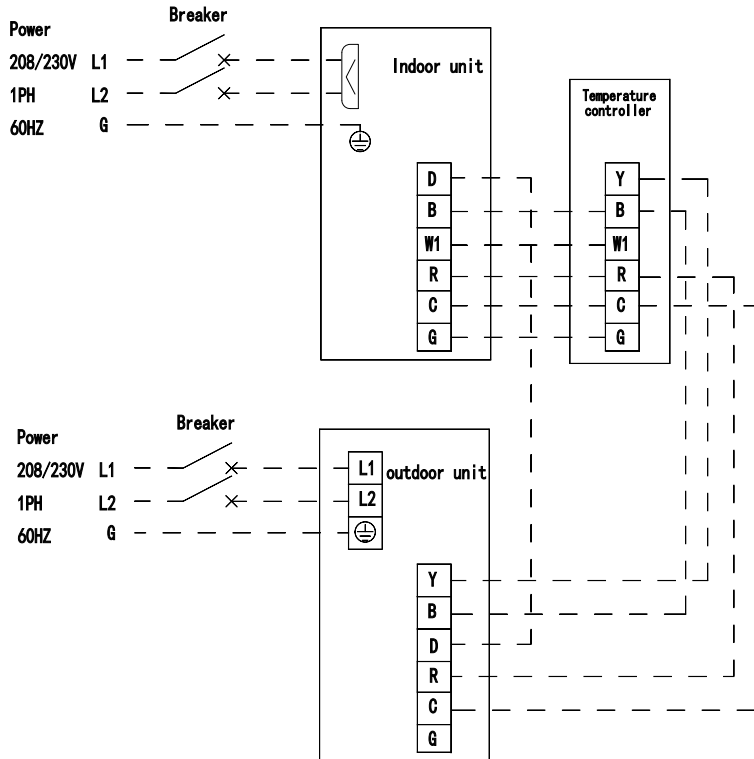 Breaker
Power
208/230V L1
1PH L2
60HZ G
Indoor unit
D
B
W1
R
C
G
Temperature
controller
Y
B
W1
R
C
G
Breaker
Power
208/230V L1
1PH L2
60HZ G
L1
L2
outdoor unit
Y
B
D
R
C
G